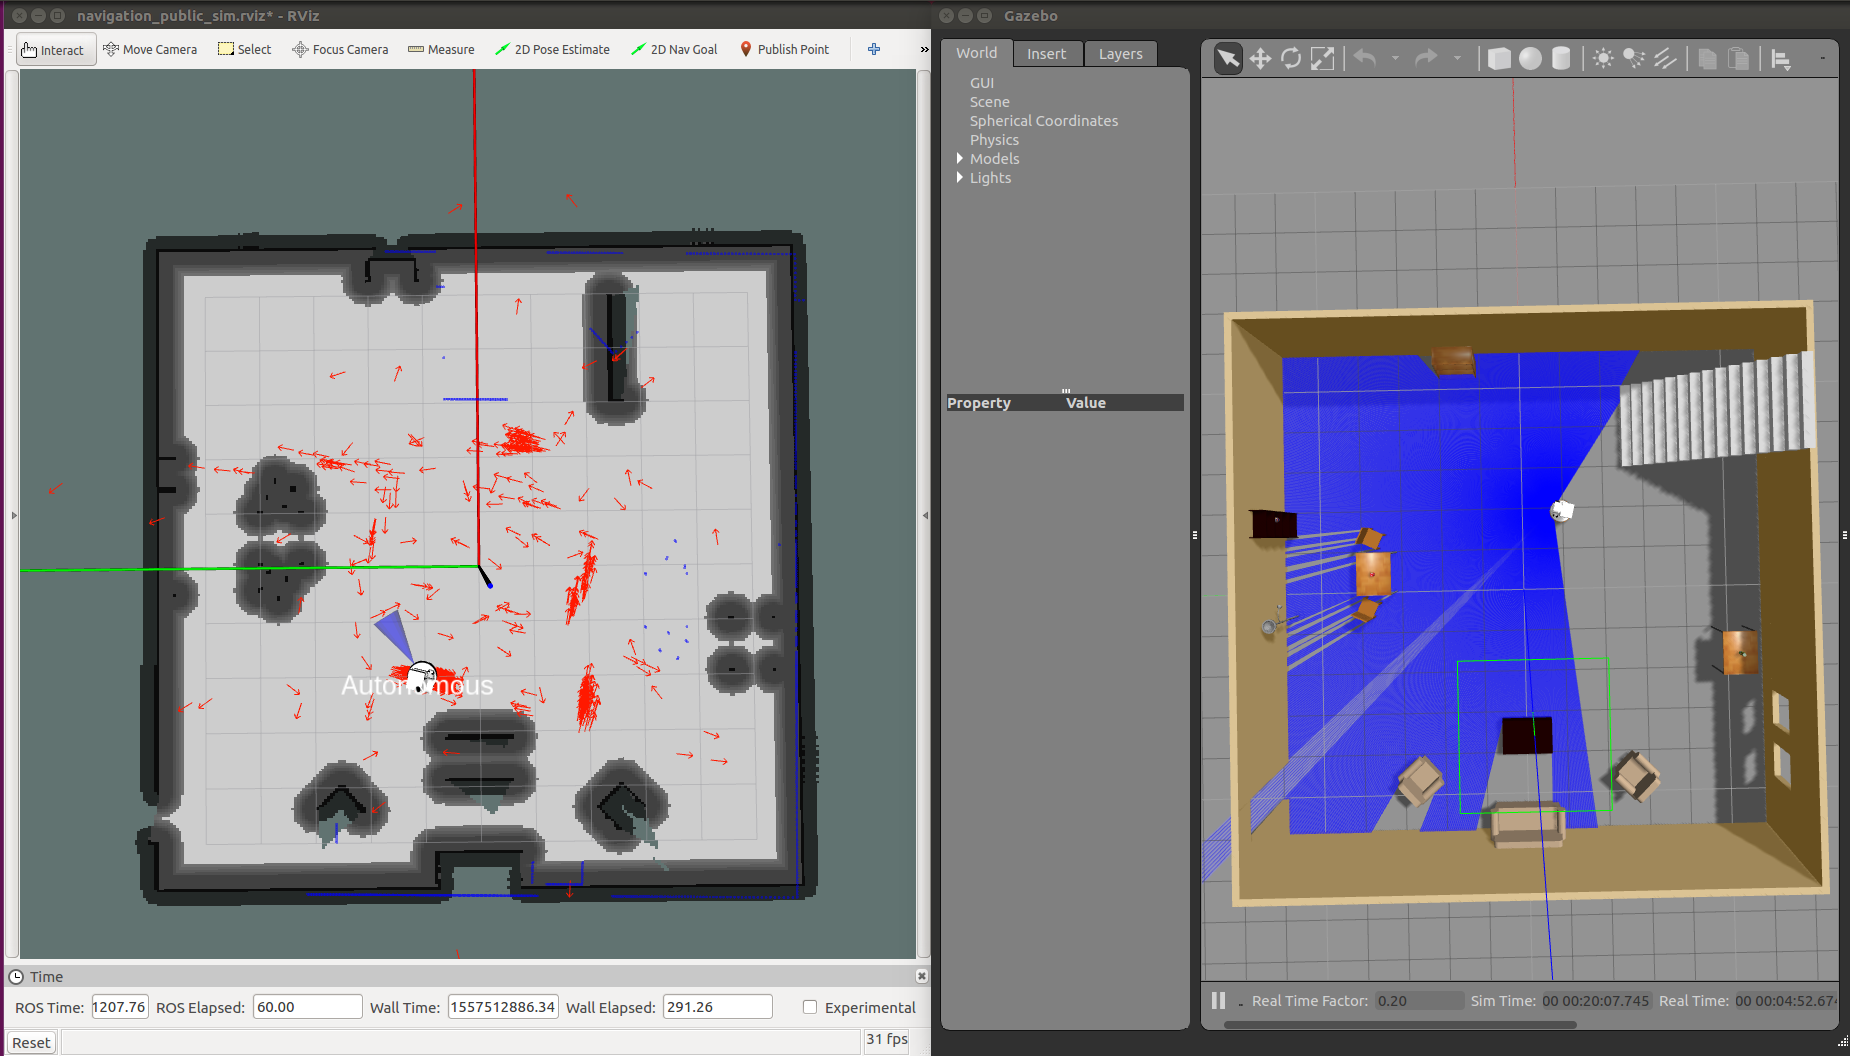 navigation_public_sim.rviz* - RViz
Interact Move Camera Select Focus Camera Measure 2D Pose Estimate 2D Nav Goal Publish Point »
Autonomous
Time
ROS Time: 1207.76 ROS Elapsed: 60.00 Wall Time: 1557512886.34 Wall Elapsed: 291.26 Experimental
Reset 31 fps
Gazebo
World Insert Layers
GUI
Scene
Spherical Coordinates
Physics
Models
Lights
Property Value
Real Time Factor: 0.20 Sim Time: 00 00:20:07.745 Real Time: 00 00:04:52.67